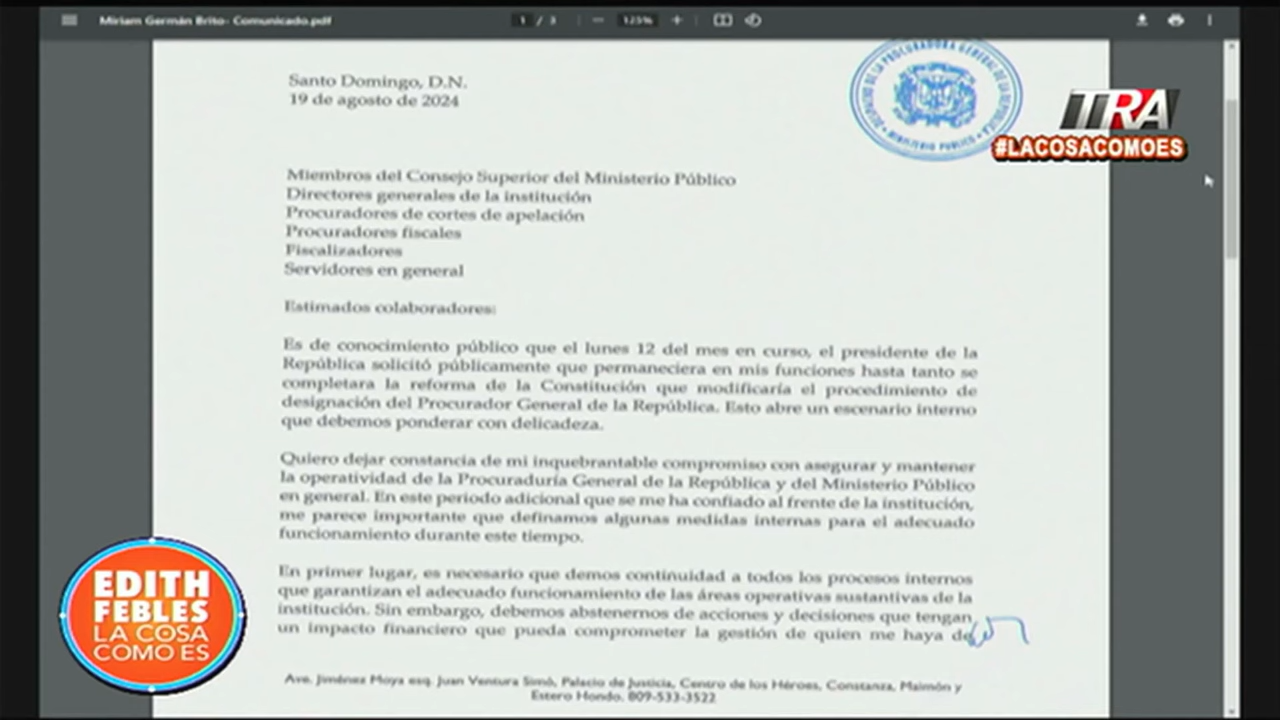 Miriam Germán Brito- Comunicado.pdf
1 / 3
125%
DESPACHO DE LA PROCURADORA GENERAL DE LA REPÚBLICA
MINISTERIO PÚBLICO
TRA
#LACOSACOMOES
Santo Domingo, D.N.
19 de agosto de 2024
Miembros del Consejo Superior del Ministerio Público
Directores generales de la institución
Procuradores de cortes de apelación
Procuradores fiscales
Fiscalizadores
Servidores en general
Estimados colaboradores:
Es de conocimiento público que el lunes 12 del mes en curso, el presidente de la
República solicitó públicamente que permaneciera en mis funciones hasta tanto se
completara la reforma de la Constitución que modificaría el procedimiento de
designación del Procurador General de la República. Esto abre un escenario interno
que debemos ponderar con delicadeza.
Quiero dejar constancia de mi inquebrantable compromiso con asegurar y mantener
la operatividad de la Procuraduría General de la República y del Ministerio Público
en general. En este periodo adicional que se me ha confiado al frente de la institución,
me parece importante que definamos algunas medidas internas para el adecuado
funcionamiento durante este tiempo.
En primer lugar, es necesario que demos continuidad a todos los procesos internos
que garantizan el adecuado funcionamiento de las áreas operativas sustantivas de la
institución. Sin embargo, debemos abstenernos de acciones y decisiones que tengan
un impacto financiero que pueda comprometer la gestión de quien me haya de
Ave. Jiménez Moya esq. Juan Ventura Simó, Palacio de Justicia, Centro de los Héroes, Constanza, Maimón y
Estero Hondo. 809-533-3522
EDITH
FEBLES
LA COSA
COMO ES